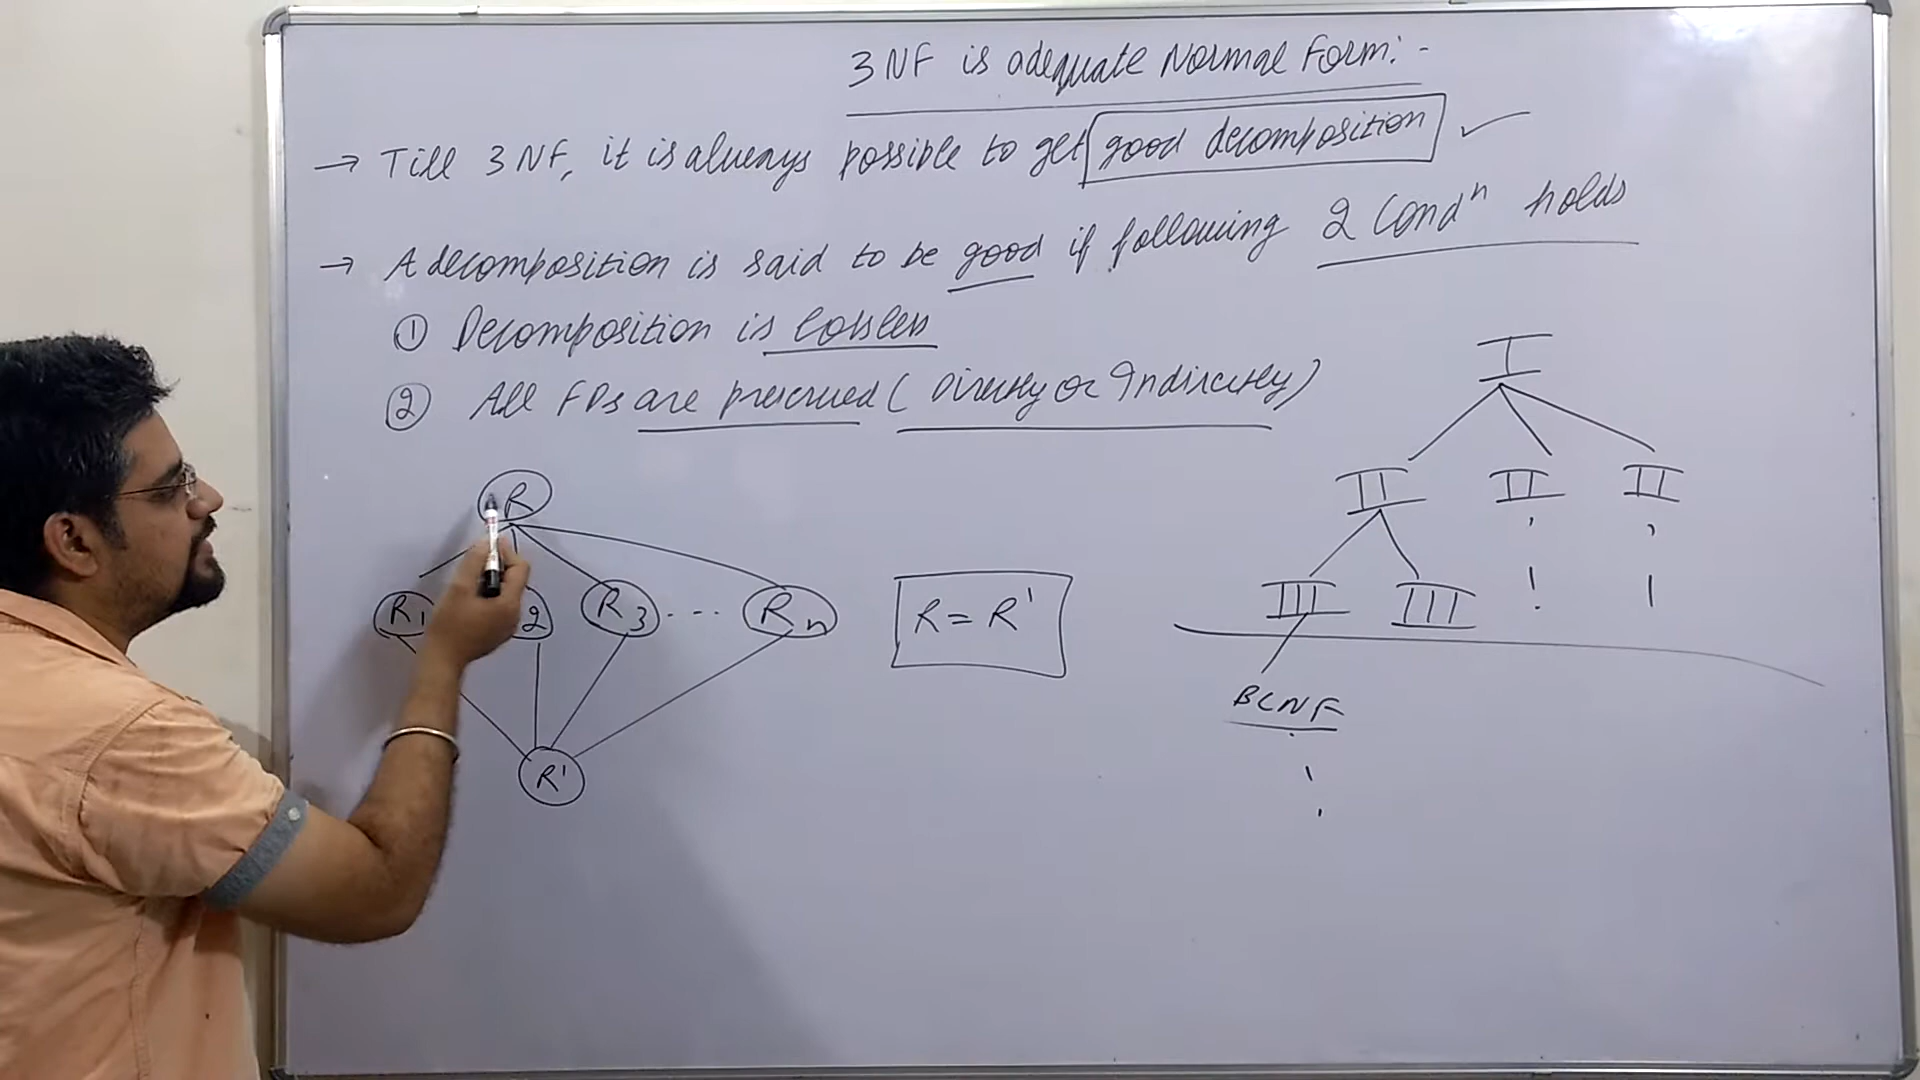 3NF is adequate Normal Form:-
→ Till 3NF, it is always possible to get good decomposition ✓
→ A decomposition is said to be good if following 2 Condⁿ holds
① Decomposition is lossless
② All FDs are preserved (Directly or Indirectly)
I
II II II
III III
BCNF
R
R1 2 R3 ... Rn
R = R'
R'